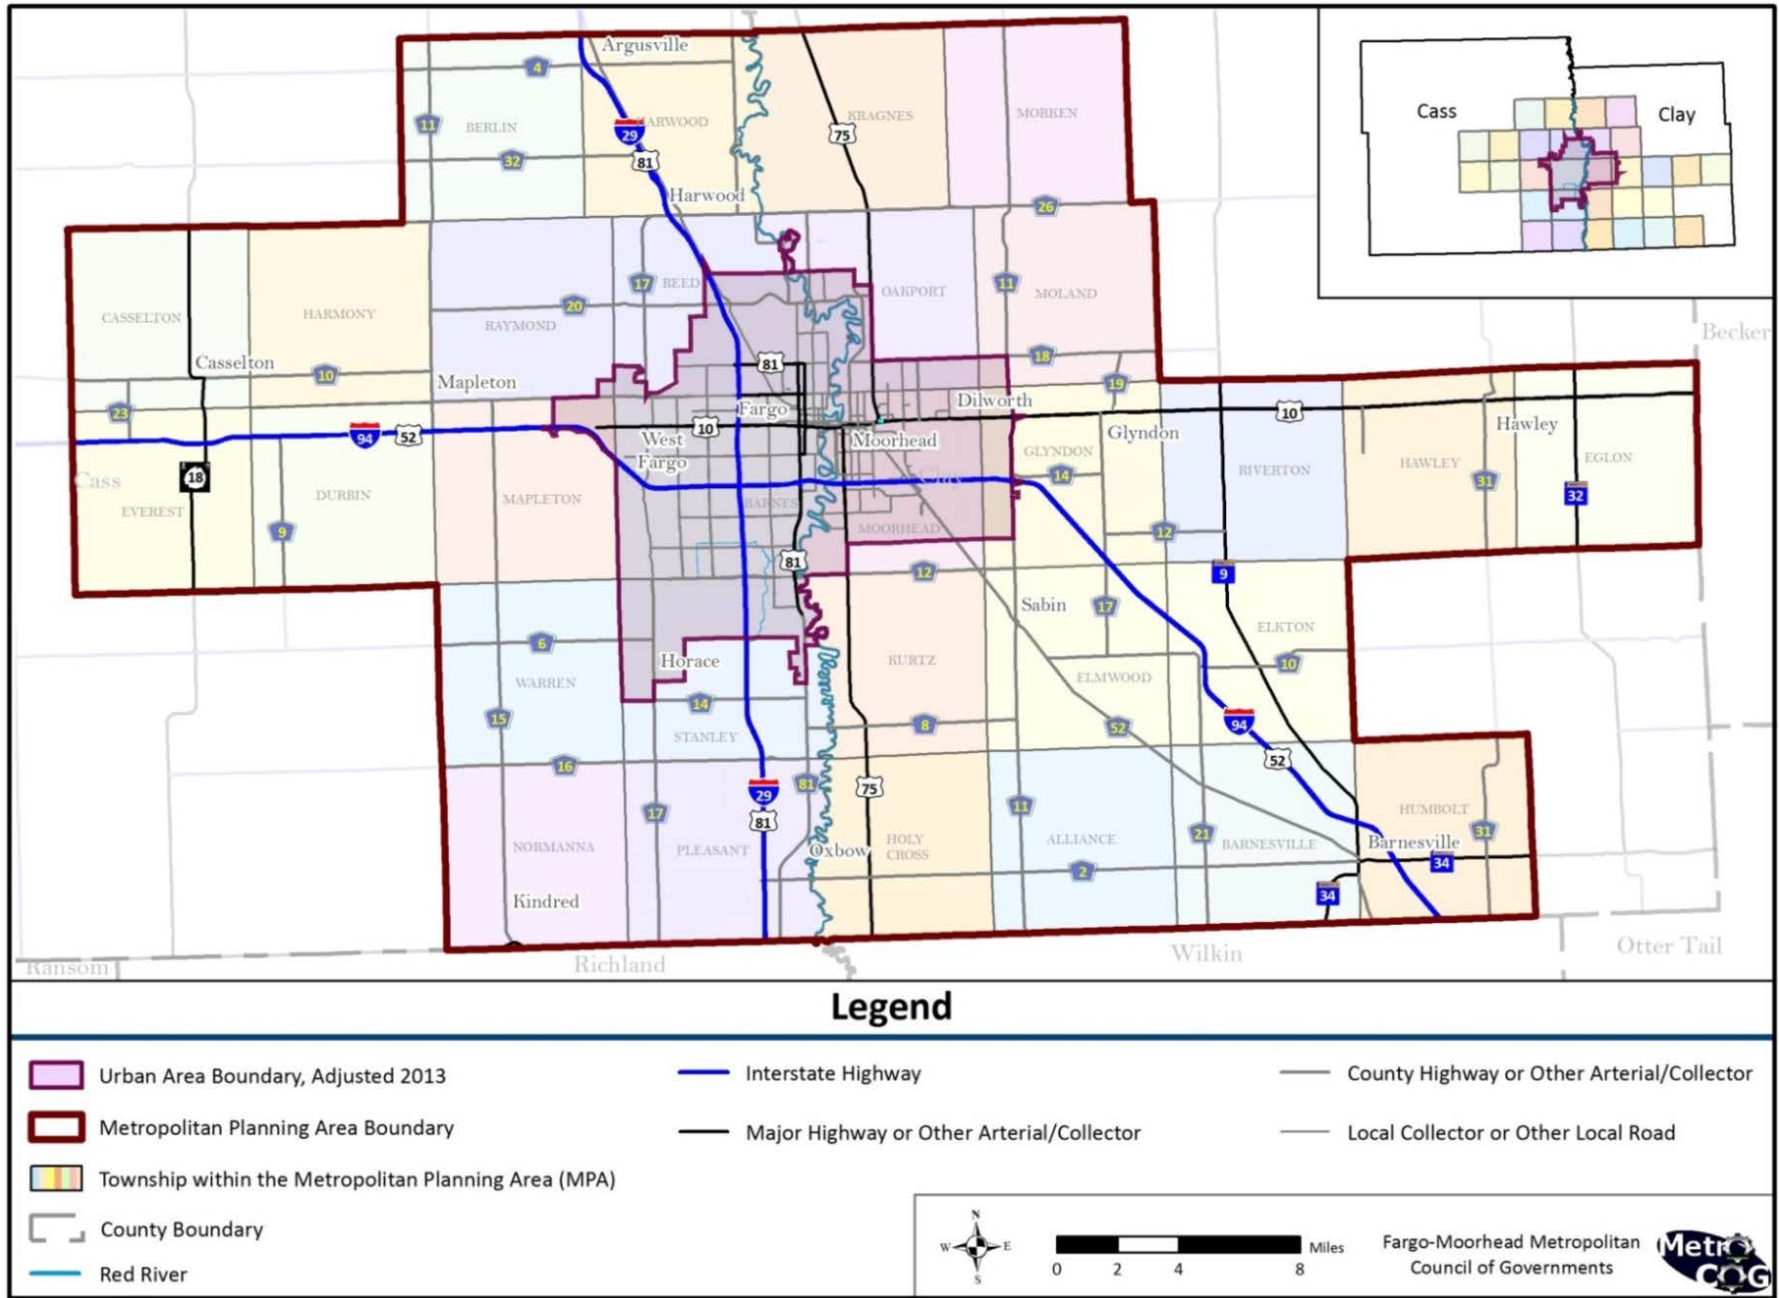 Argusville
4
11
BERLIN
29
HARWOOD
75
KRAGNES
MORKEN
32
81
Harwood
26
Cass
Clay
17
REED
20
RAYMOND
OAKPORT
11
MOLAND
CASSELTON
HARMONY
Becker
Casselton
10
Mapleton
81
18
19
23
Fargo
Dilworth
10
94
52
10
West
Fargo
Moorhead
Glyndon
Hawley
Cass
18
EVEREST
DURBIN
MAPLETON
BARNES
Clay
GLYNDON
14
RIVERTON
HAWLEY
31
EGLON
32
9
MOORHEAD
12
81
12
9
Sabin
17
ELKTON
6
Horace
KURTZ
10
WARREN
14
ELMWOOD
15
8
52
94
STANLEY
52
16
29
81
75
17
81
11
HUMBOLT
31
NORMANNA
PLEASANT
Oxbow
HOLY
CROSS
ALLIANCE
21
BARNESVILLE
Barnesville
34
2
34
Kindred
Ransom
Richland
Wilkin
Otter Tail
Legend
Urban Area Boundary, Adjusted 2013
Metropolitan Planning Area Boundary
Township within the Metropolitan Planning Area (MPA)
County Boundary
Red River
Interstate Highway
Major Highway or Other Arterial/Collector
County Highway or Other Arterial/Collector
Local Collector or Other Local Road
N
W E
S
0 2 4 8
Miles
Fargo-Moorhead Metropolitan
Council of Governments
Metro
COG